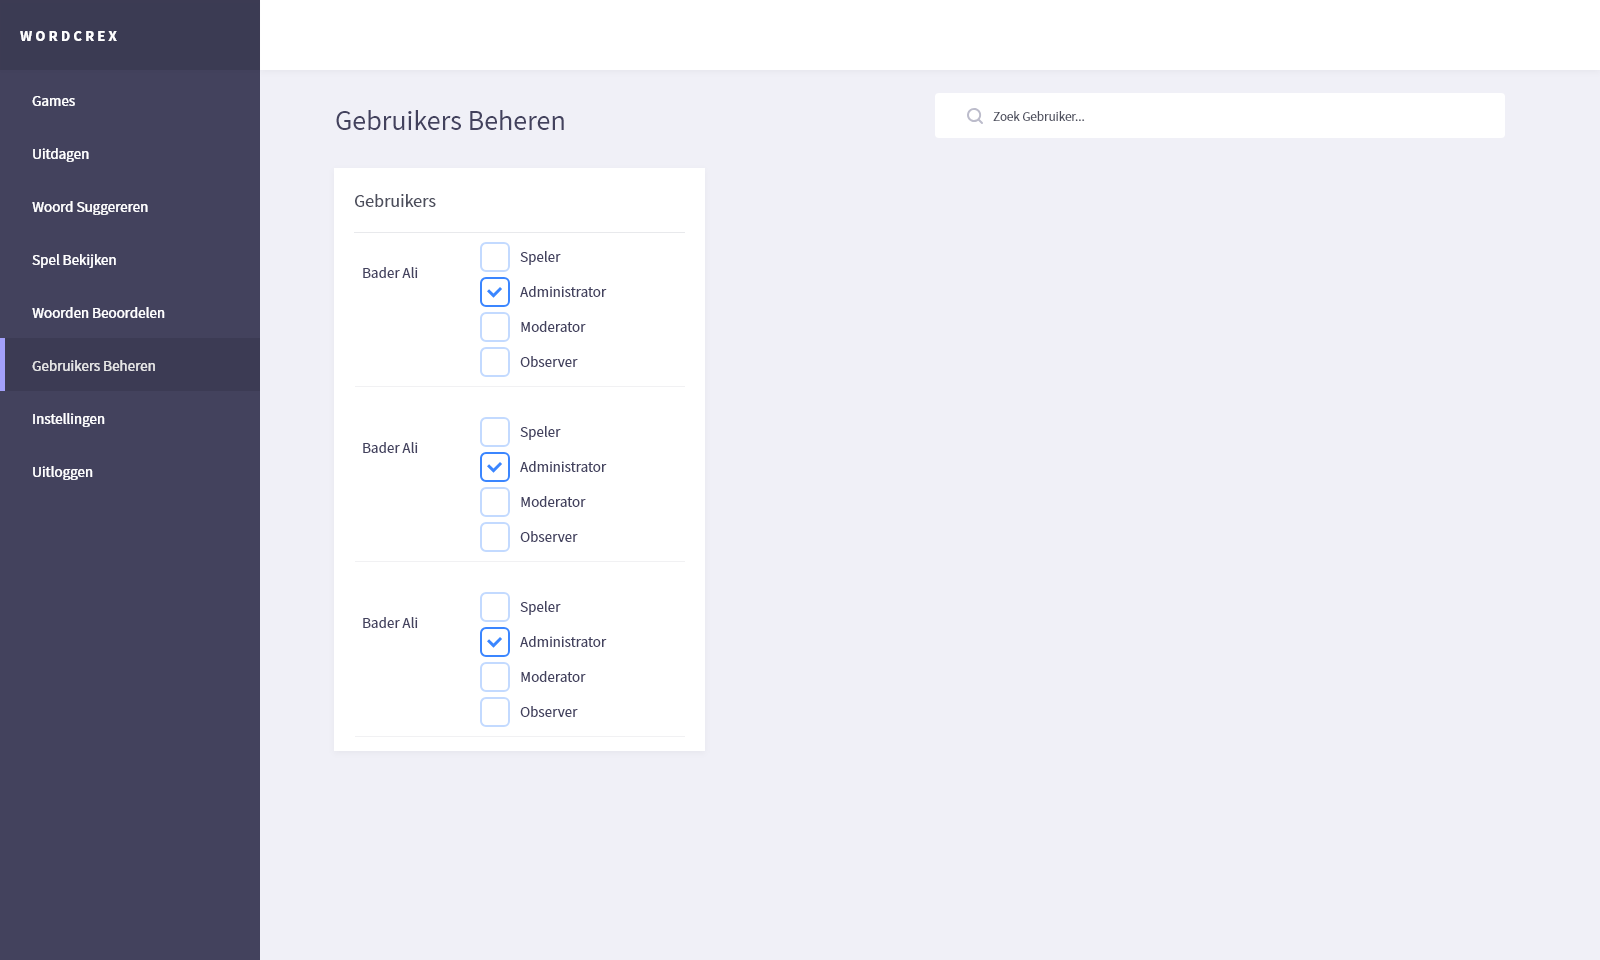 WORDCREX
Games
Uitdagen
Woord Suggereren
Spel Bekijken
Woorden Beoordelen
Gebruikers Beheren
Instellingen
Uitloggen
Gebruikers Beheren
Zoek Gebruiker...
Gebruikers
Bader Ali
Speler
Administrator
Moderator
Observer
Bader Ali
Speler
Administrator
Moderator
Observer
Bader Ali
Speler
Administrator
Moderator
Observer